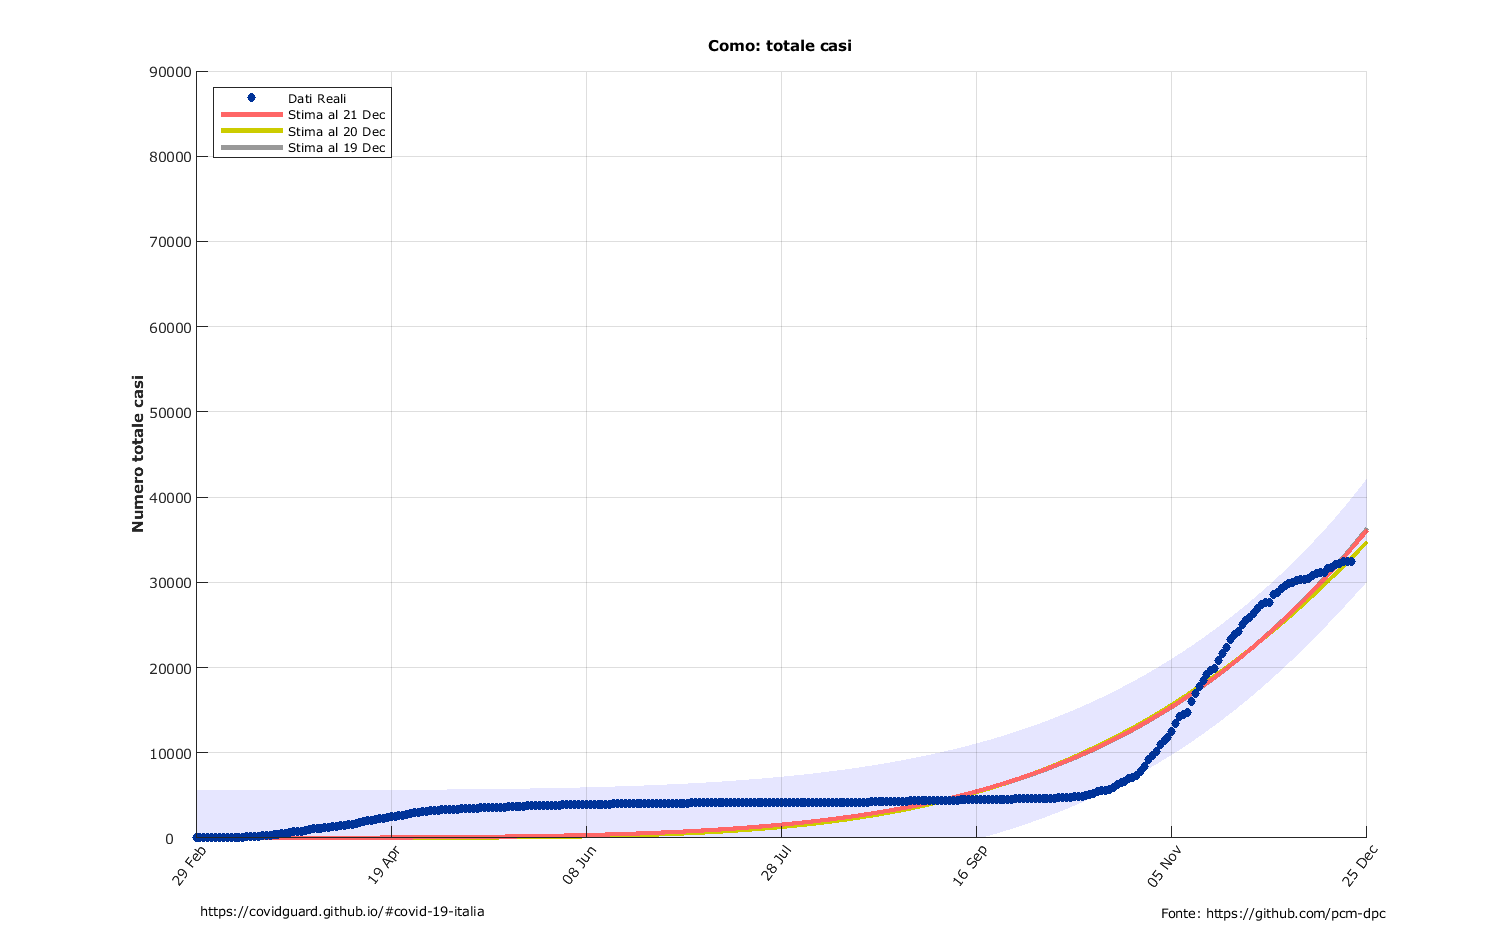 Como: totale casi
90000
80000
70000
60000
50000
40000
30000
20000
10000
0
Numero totale casi
Dati Reali
Stima al 21 Dec
Stima al 20 Dec
Stima al 19 Dec
29 Feb
19 Apr
08 Jun
28 Jul
16 Sep
05 Nov
25 Dec
https://covidguard.github.io/#covid-19-italia
Fonte: https://github.com/pcm-dpc